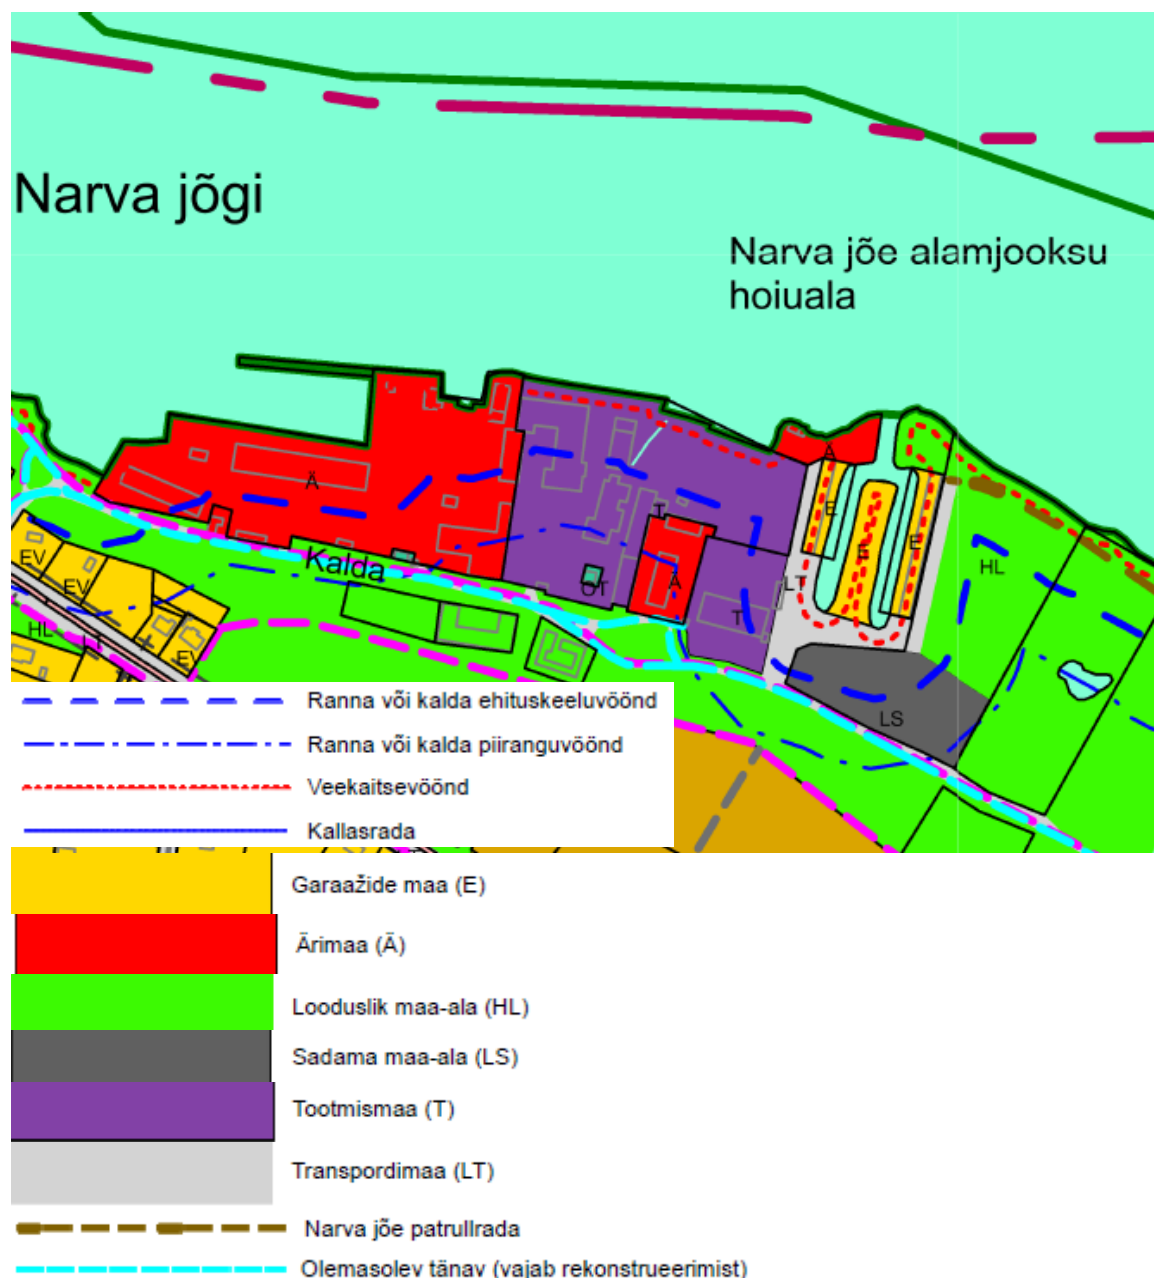 Narva jõgi
Narva jõe alamjooksu
hoiuala
Ä
Ä
E
E
E
T
HL
EV
EV
Kalda
OT
Ä
LT
T
HL
EV
LS
Ranna või kalda ehituskeeluvöönd
Ranna või kalda piiranguvöönd
Veekaitsevöönd
Kallasrada
Garaažide maa (E)
Ärimaa (Ä)
Looduslik maa-ala (HL)
Sadama maa-ala (LS)
Tootmismaa (T)
Transpordimaa (LT)
Narva jõe patrullrada
Olemasolev tänav (vajab rekonstrueerimist)